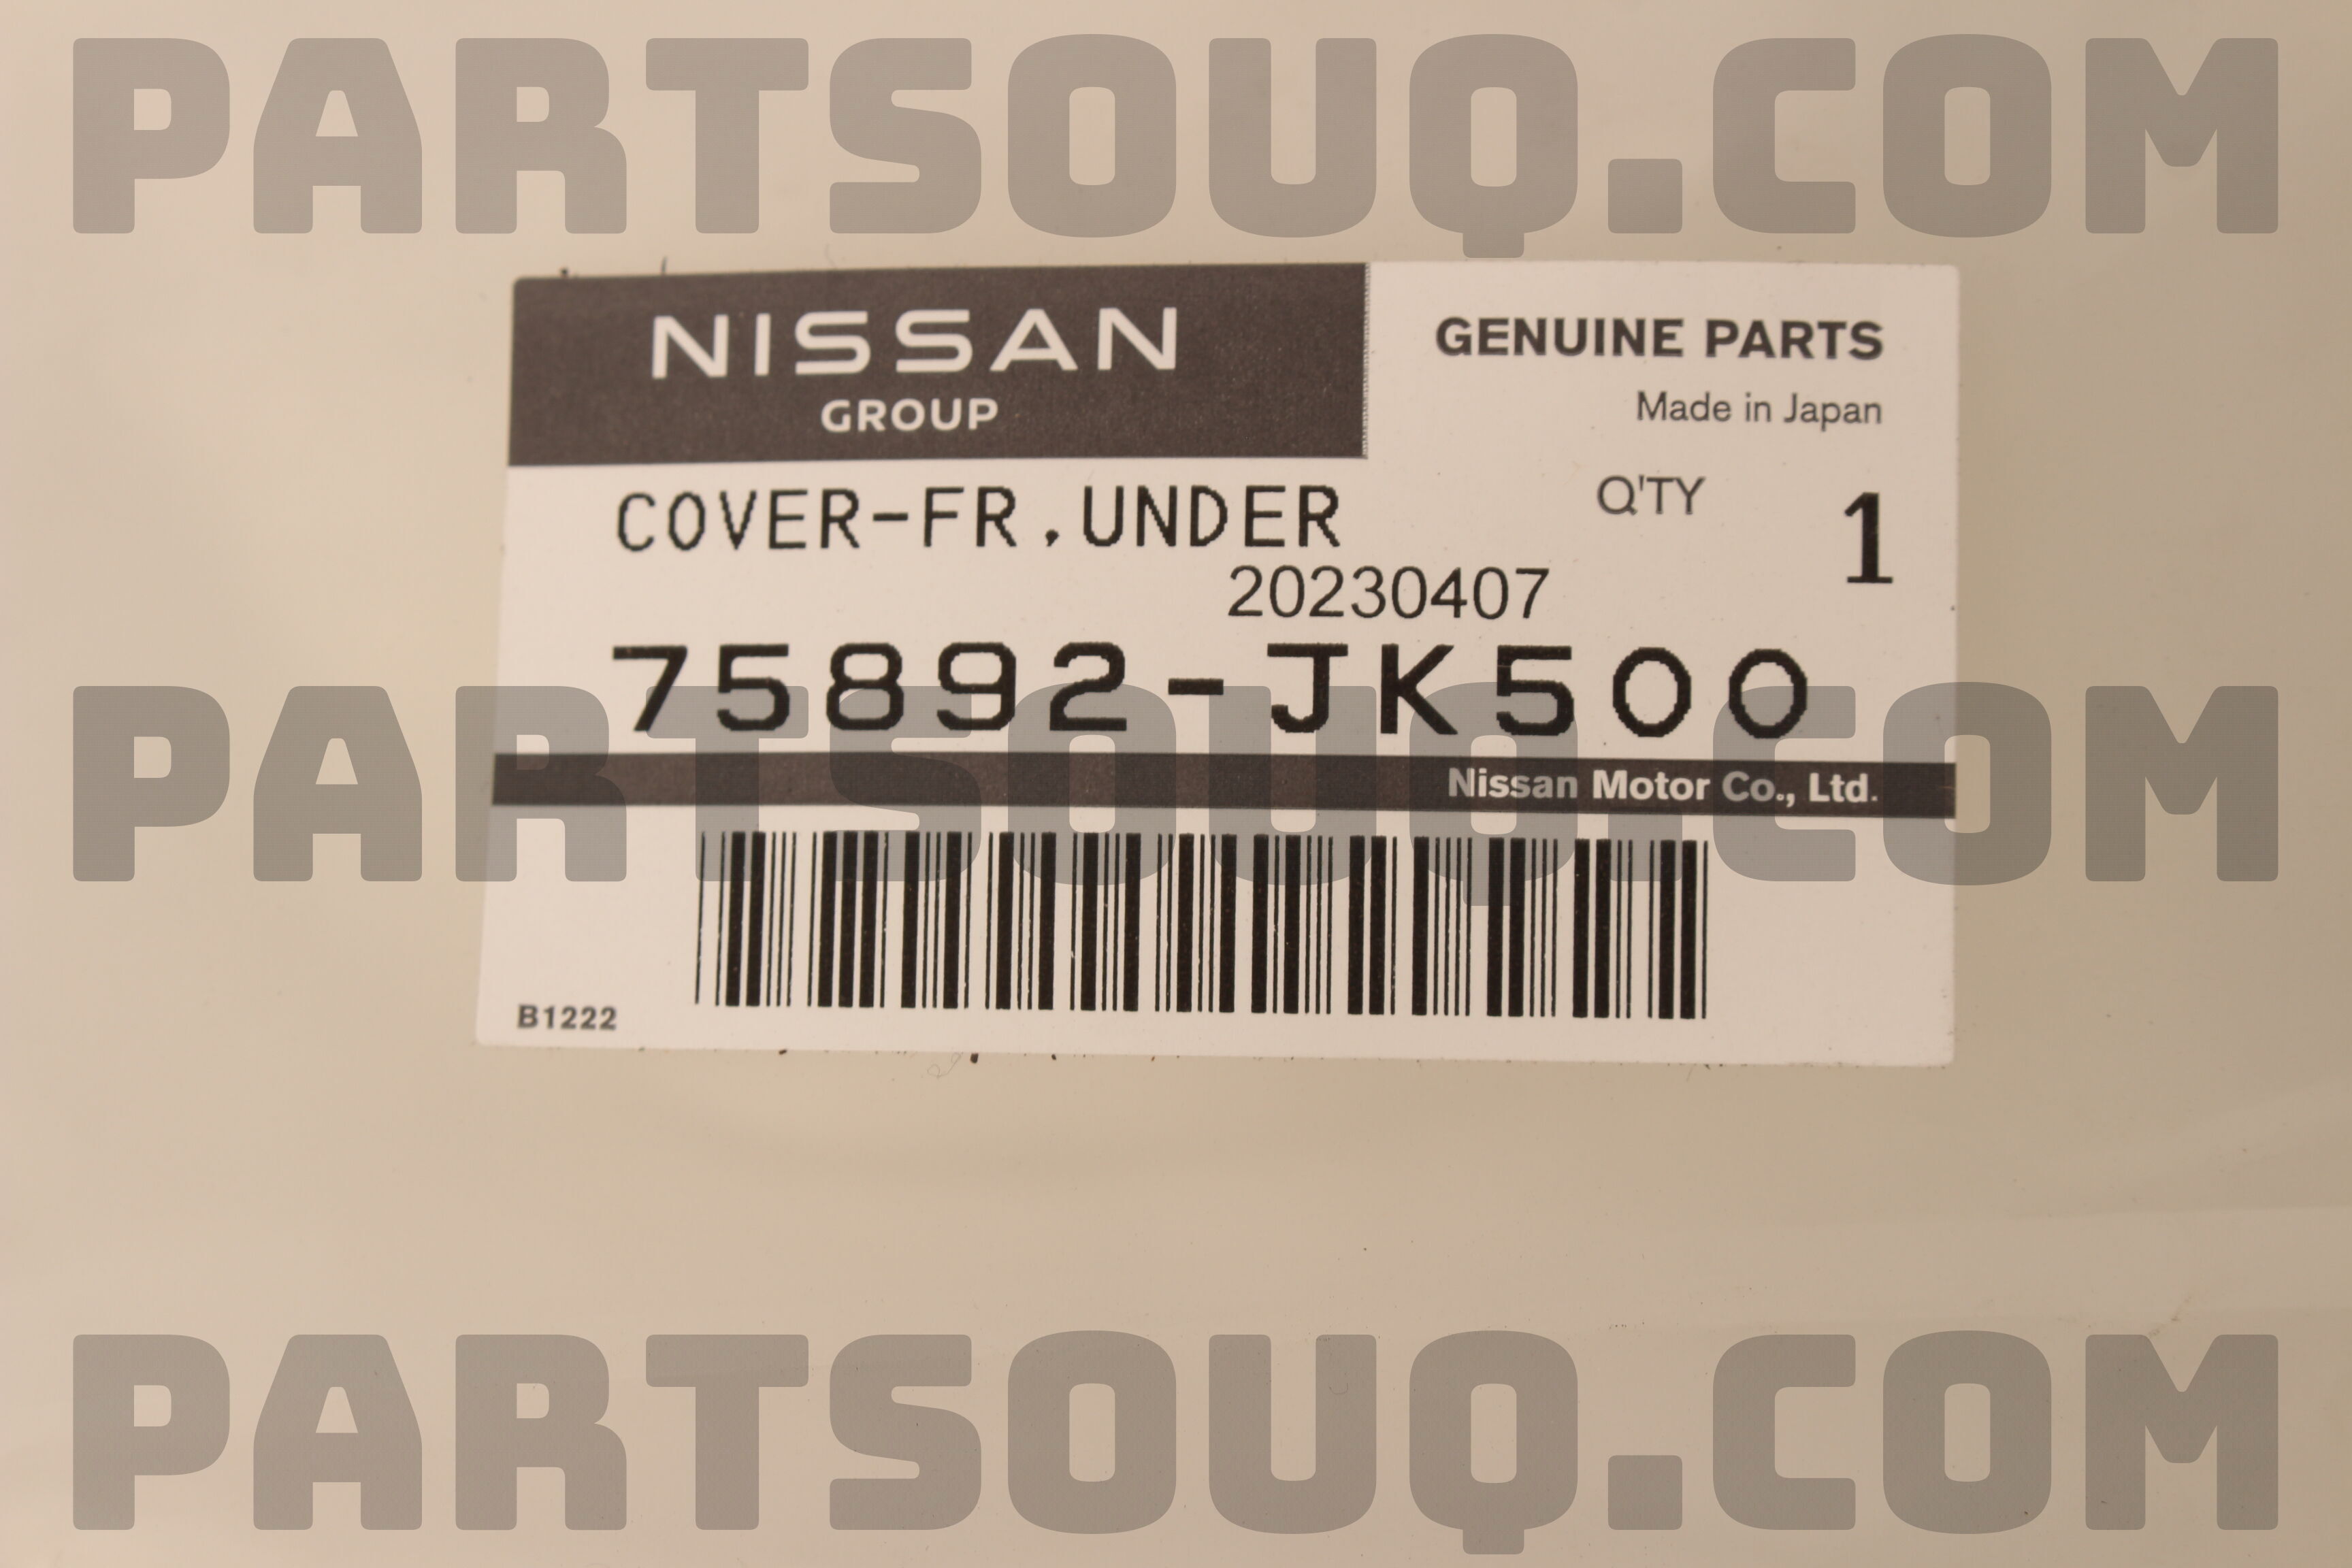 PARTSOUQ.COM
NISSAN
GROUP
GENUINE PARTS
Made in Japan
COVER-FR,UNDER
Q'TY 1
20230407
75892-JK500
PARTSOUQ.COM
Nissan Motor Co., Ltd.
B1222
PARTSOUQ.COM